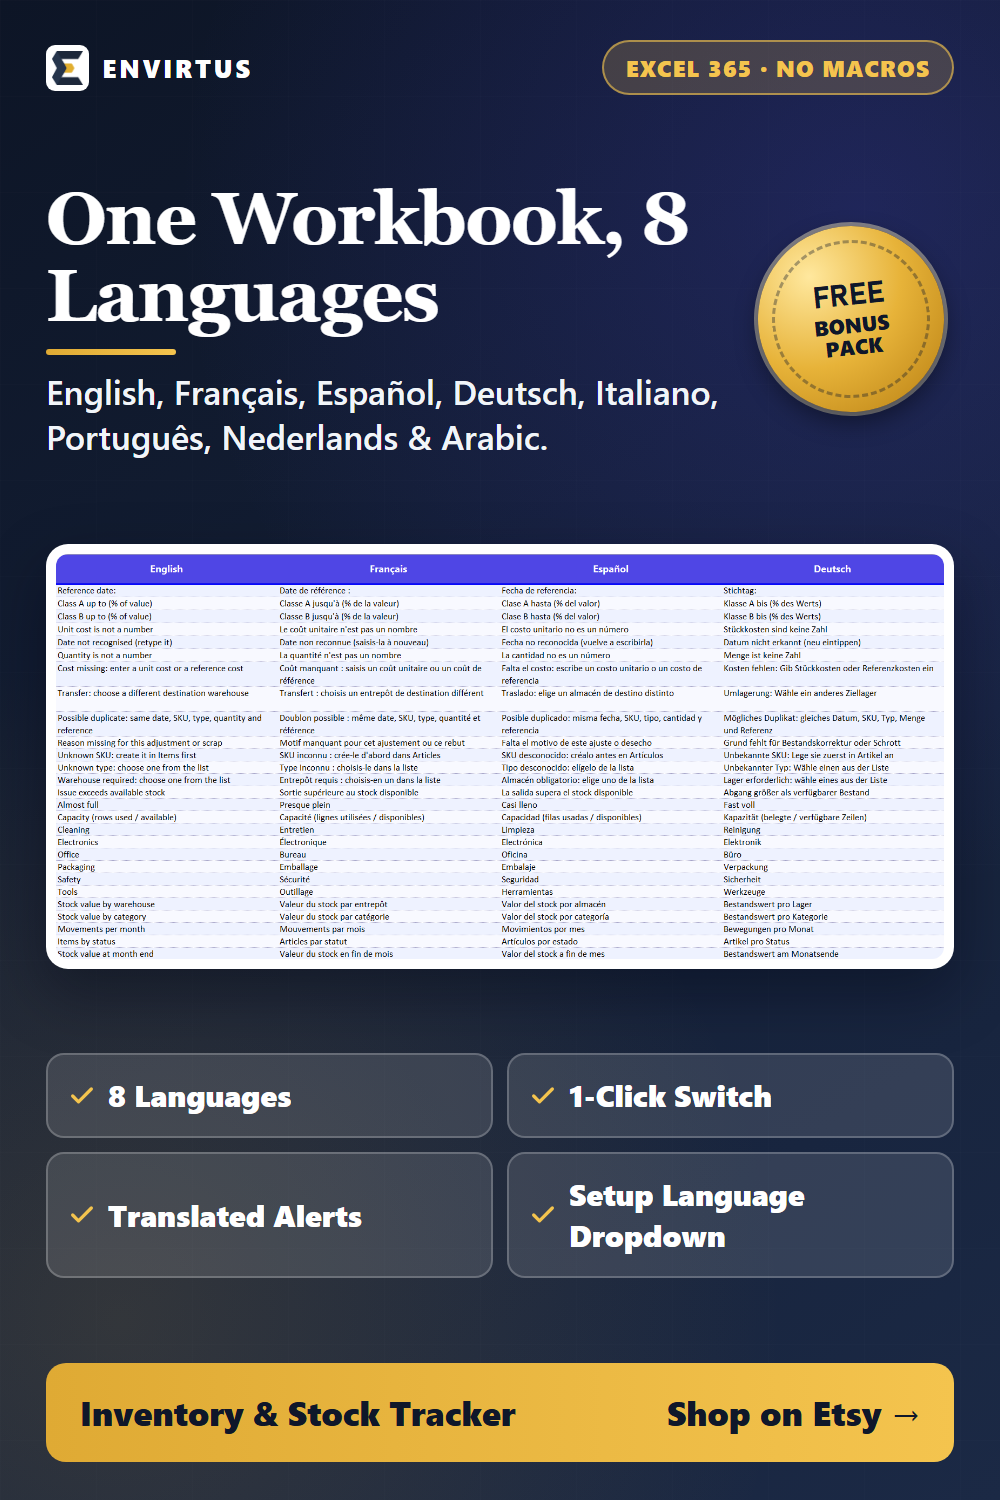 ENVIRTUS
EXCEL 365 · NO MACROS
One Workbook, 8
Languages
FREE
BONUS
PACK
English, Français, Español, Deutsch, Italiano,
Português, Nederlands & Arabic.
English Français Español Deutsch
Reference date: Date de référence : Fecha de referencia: Stichtag:
Class A up to (% of value) Classe A jusqu'à (% de la valeur) Clase A hasta (% del valor) Klasse A bis (% des Werts)
Class B up to (% of value) Classe B jusqu'à (% de la valeur) Clase B hasta (% del valor) Klasse B bis (% des Werts)
Unit cost is not a number Le coût unitaire n'est pas un nombre El costo unitario no es un número Stückkosten sind keine Zahl
Date not recognised (retype it) Date non reconnue (saisis-la à nouveau) Fecha no reconocida (vuelve a escribirla) Datum nicht erkannt (neu eintippen)
Quantity is not a number La quantité n'est pas un nombre La cantidad no es un número Menge ist keine Zahl
Cost missing: enter a unit cost or a reference cost Coût manquant : saisis un coût unitaire ou un coût de Falta el costo: escribe un costo unitario o un costo de Kosten fehlen: Gib Stückkosten oder Referenzkosten ein
référence referencia
Transfer: choose a different destination warehouse Transfert : choisis un entrepôt de destination différent Traslado: elige un almacén de destino distinto Umlagerung: Wähle ein anderes Ziellager
Possible duplicate: same date, SKU, type, quantity and Doublon possible : même date, SKU, type, quantité et Posible duplicado: misma fecha, SKU, tipo, cantidad y Mögliches Duplikat: gleiches Datum, SKU, Typ, Menge
reference référence referencia und Referenz
Reason missing for this adjustment or scrap Motif manquant pour cet ajustement ou ce rebut Falta el motivo de este ajuste o desecho Grund fehlt für Bestandskorrektur oder Schrott
Unknown SKU: create it in Items first SKU inconnu : crée-le d'abord dans Articles SKU desconocido: créalo antes en Artículos Unbekannte SKU: Lege sie zuerst in Artikel an
Unknown type: choose one from the list Type inconnu : choisis-le dans la liste Tipo desconocido: elígelo de la lista Unbekannter Typ: Wähle einen aus der Liste
Warehouse required: choose one from the list Entrepôt requis : choisis-en un dans la liste Almacén obligatorio: elige uno de la lista Lager erforderlich: wähle eines aus der Liste
Issue exceeds available stock Sortie supérieure au stock disponible La salida supera el stock disponible Abgang größer als verfügbarer Bestand
Almost full Presque plein Casi lleno Fast voll
Capacity (rows used / available) Capacité (lignes utilisées / disponibles) Capacidad (filas usadas / disponibles) Kapazität (belegte / verfügbare Zeilen)
Cleaning Entretien Limpieza Reinigung
Electronics Électronique Electrónica Elektronik
Office Bureau Oficina Büro
Packaging Emballage Embalaje Verpackung
Safety Sécurité Seguridad Sicherheit
Tools Outillage Herramientas Werkzeuge
Stock value by warehouse Valeur du stock par entrepôt Valor del stock por almacén Bestandswert pro Lager
Stock value by category Valeur du stock par catégorie Valor del stock por categoría Bestandswert pro Kategorie
Movements per month Mouvements par mois Movimientos por mes Bewegungen pro Monat
Items by status Articles par statut Artículos por estado Artikel pro Status
Stock value at month end Valeur du stock en fin de mois Valor del stock a fin de mes Bestandswert am Monatsende
8 Languages
1-Click Switch
Translated Alerts
Setup Language
Dropdown
Inventory & Stock Tracker
Shop on Etsy →